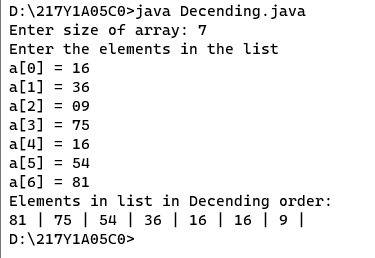 D:\217Y1A05C0>java Decending.java
Enter size of array: 7
Enter the elements in the list
a[0] = 16
a[1] = 36
a[2] = 09
a[3] = 75
a[4] = 16
a[5] = 54
a[6] = 81
Elements in list in Decending order:
81 | 75 | 54 | 36 | 16 | 16 | 9 |
D:\217Y1A05C0>